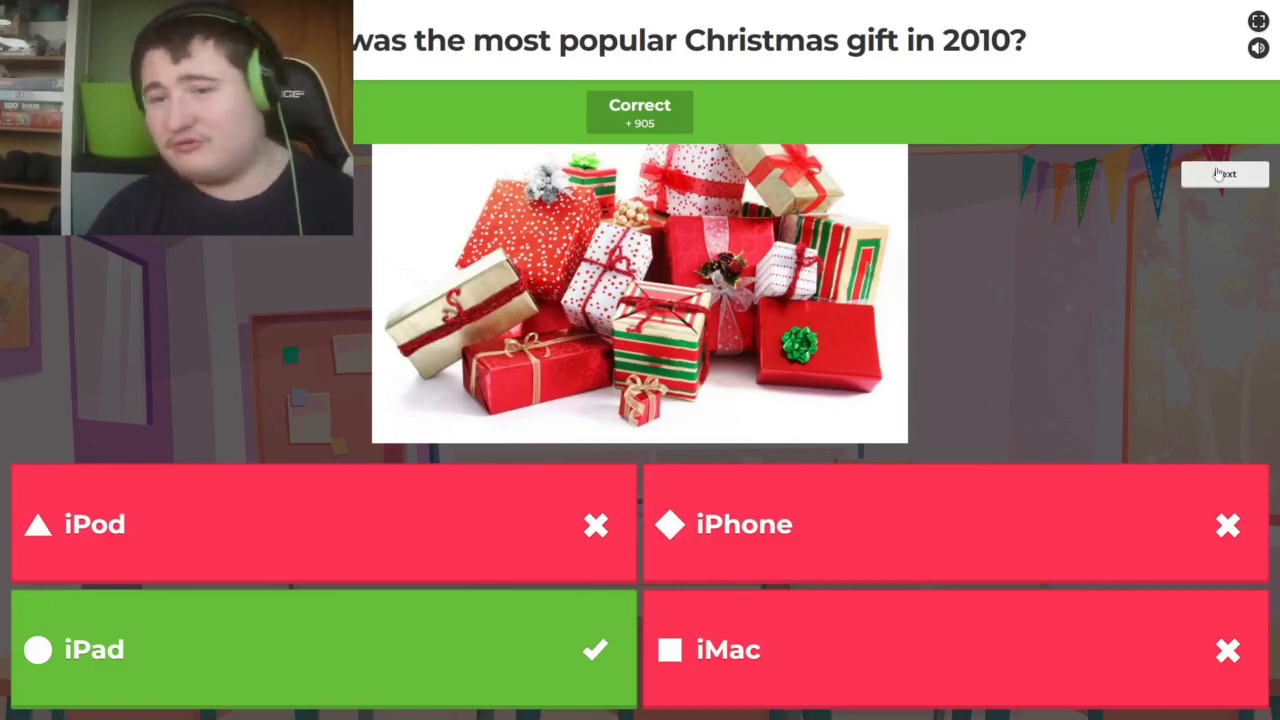 was the most popular Christmas gift in 2010?
Correct
+ 905
iPod
iPhone
iPad
iMac